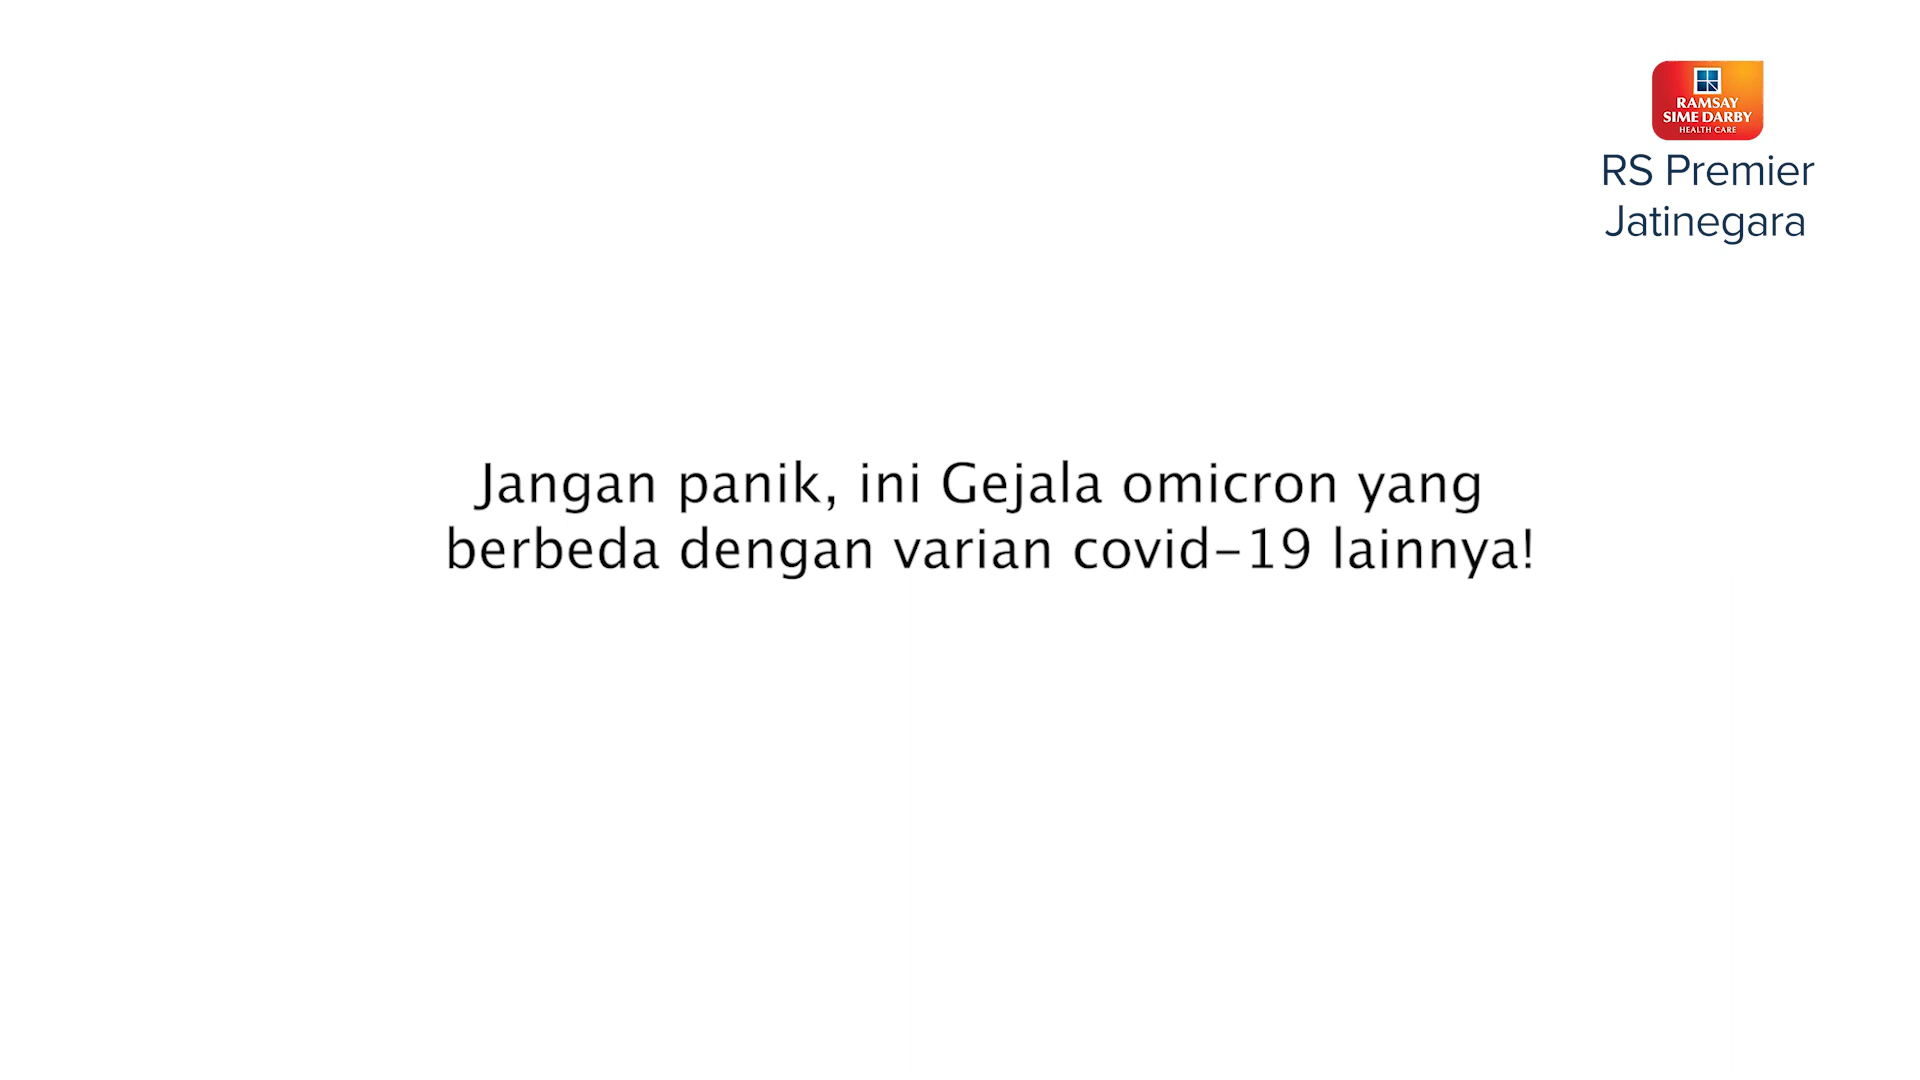 RAMSAY
SIME DARBY
HEALTH CARE
RS Premier
Jatinegara
Jangan panik, ini Gejala omicron yang
berbeda dengan varian covid-19 lainnya!